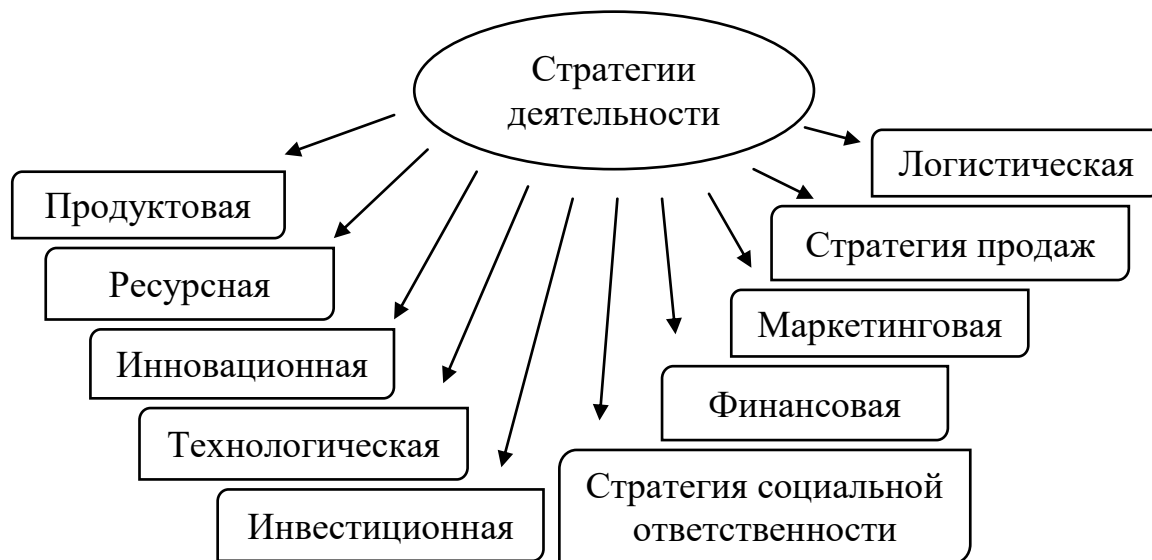 Стратегии
деятельности
Логистическая
Продуктовая
Стратегия продаж
Ресурсная
Маркетинговая
Инновационная
Финансовая
Технологическая
Стратегия социальной
ответственности
Инвестиционная